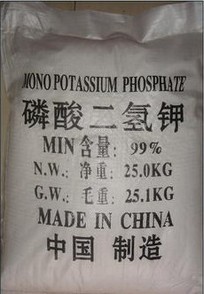 MONO POTASSIUM PHOSPHATE
磷酸二氢钾
MIN 含量: 99%
N.W.: 净重: 25.0KG
G.W.: 毛重: 25.1KG
MADE IN CHINA
中国 制造